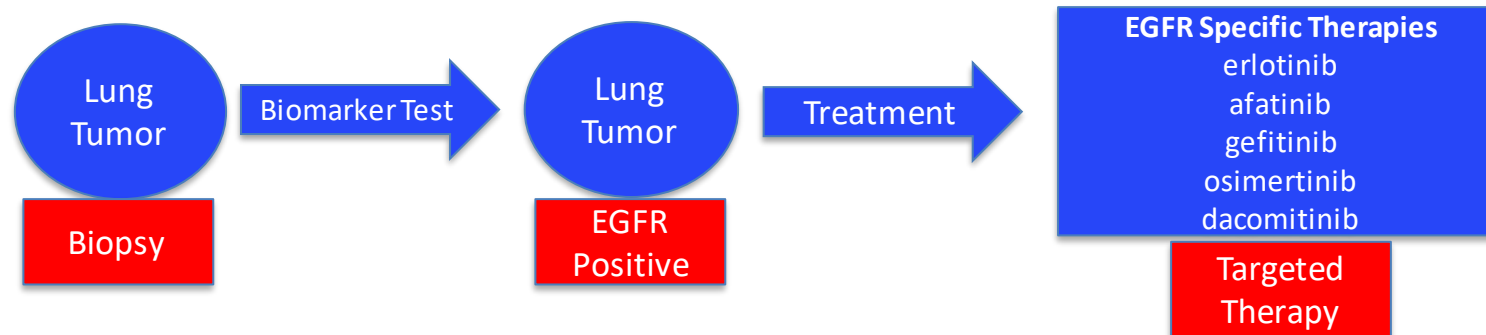 Lung
Tumor
Biopsy
Biomarker Test
Lung
Tumor
EGFR
Positive
Treatment
EGFR Specific Therapies
erlotinib
afatinib
gefitinib
osimertinib
dacomitinib
Targeted
Therapy